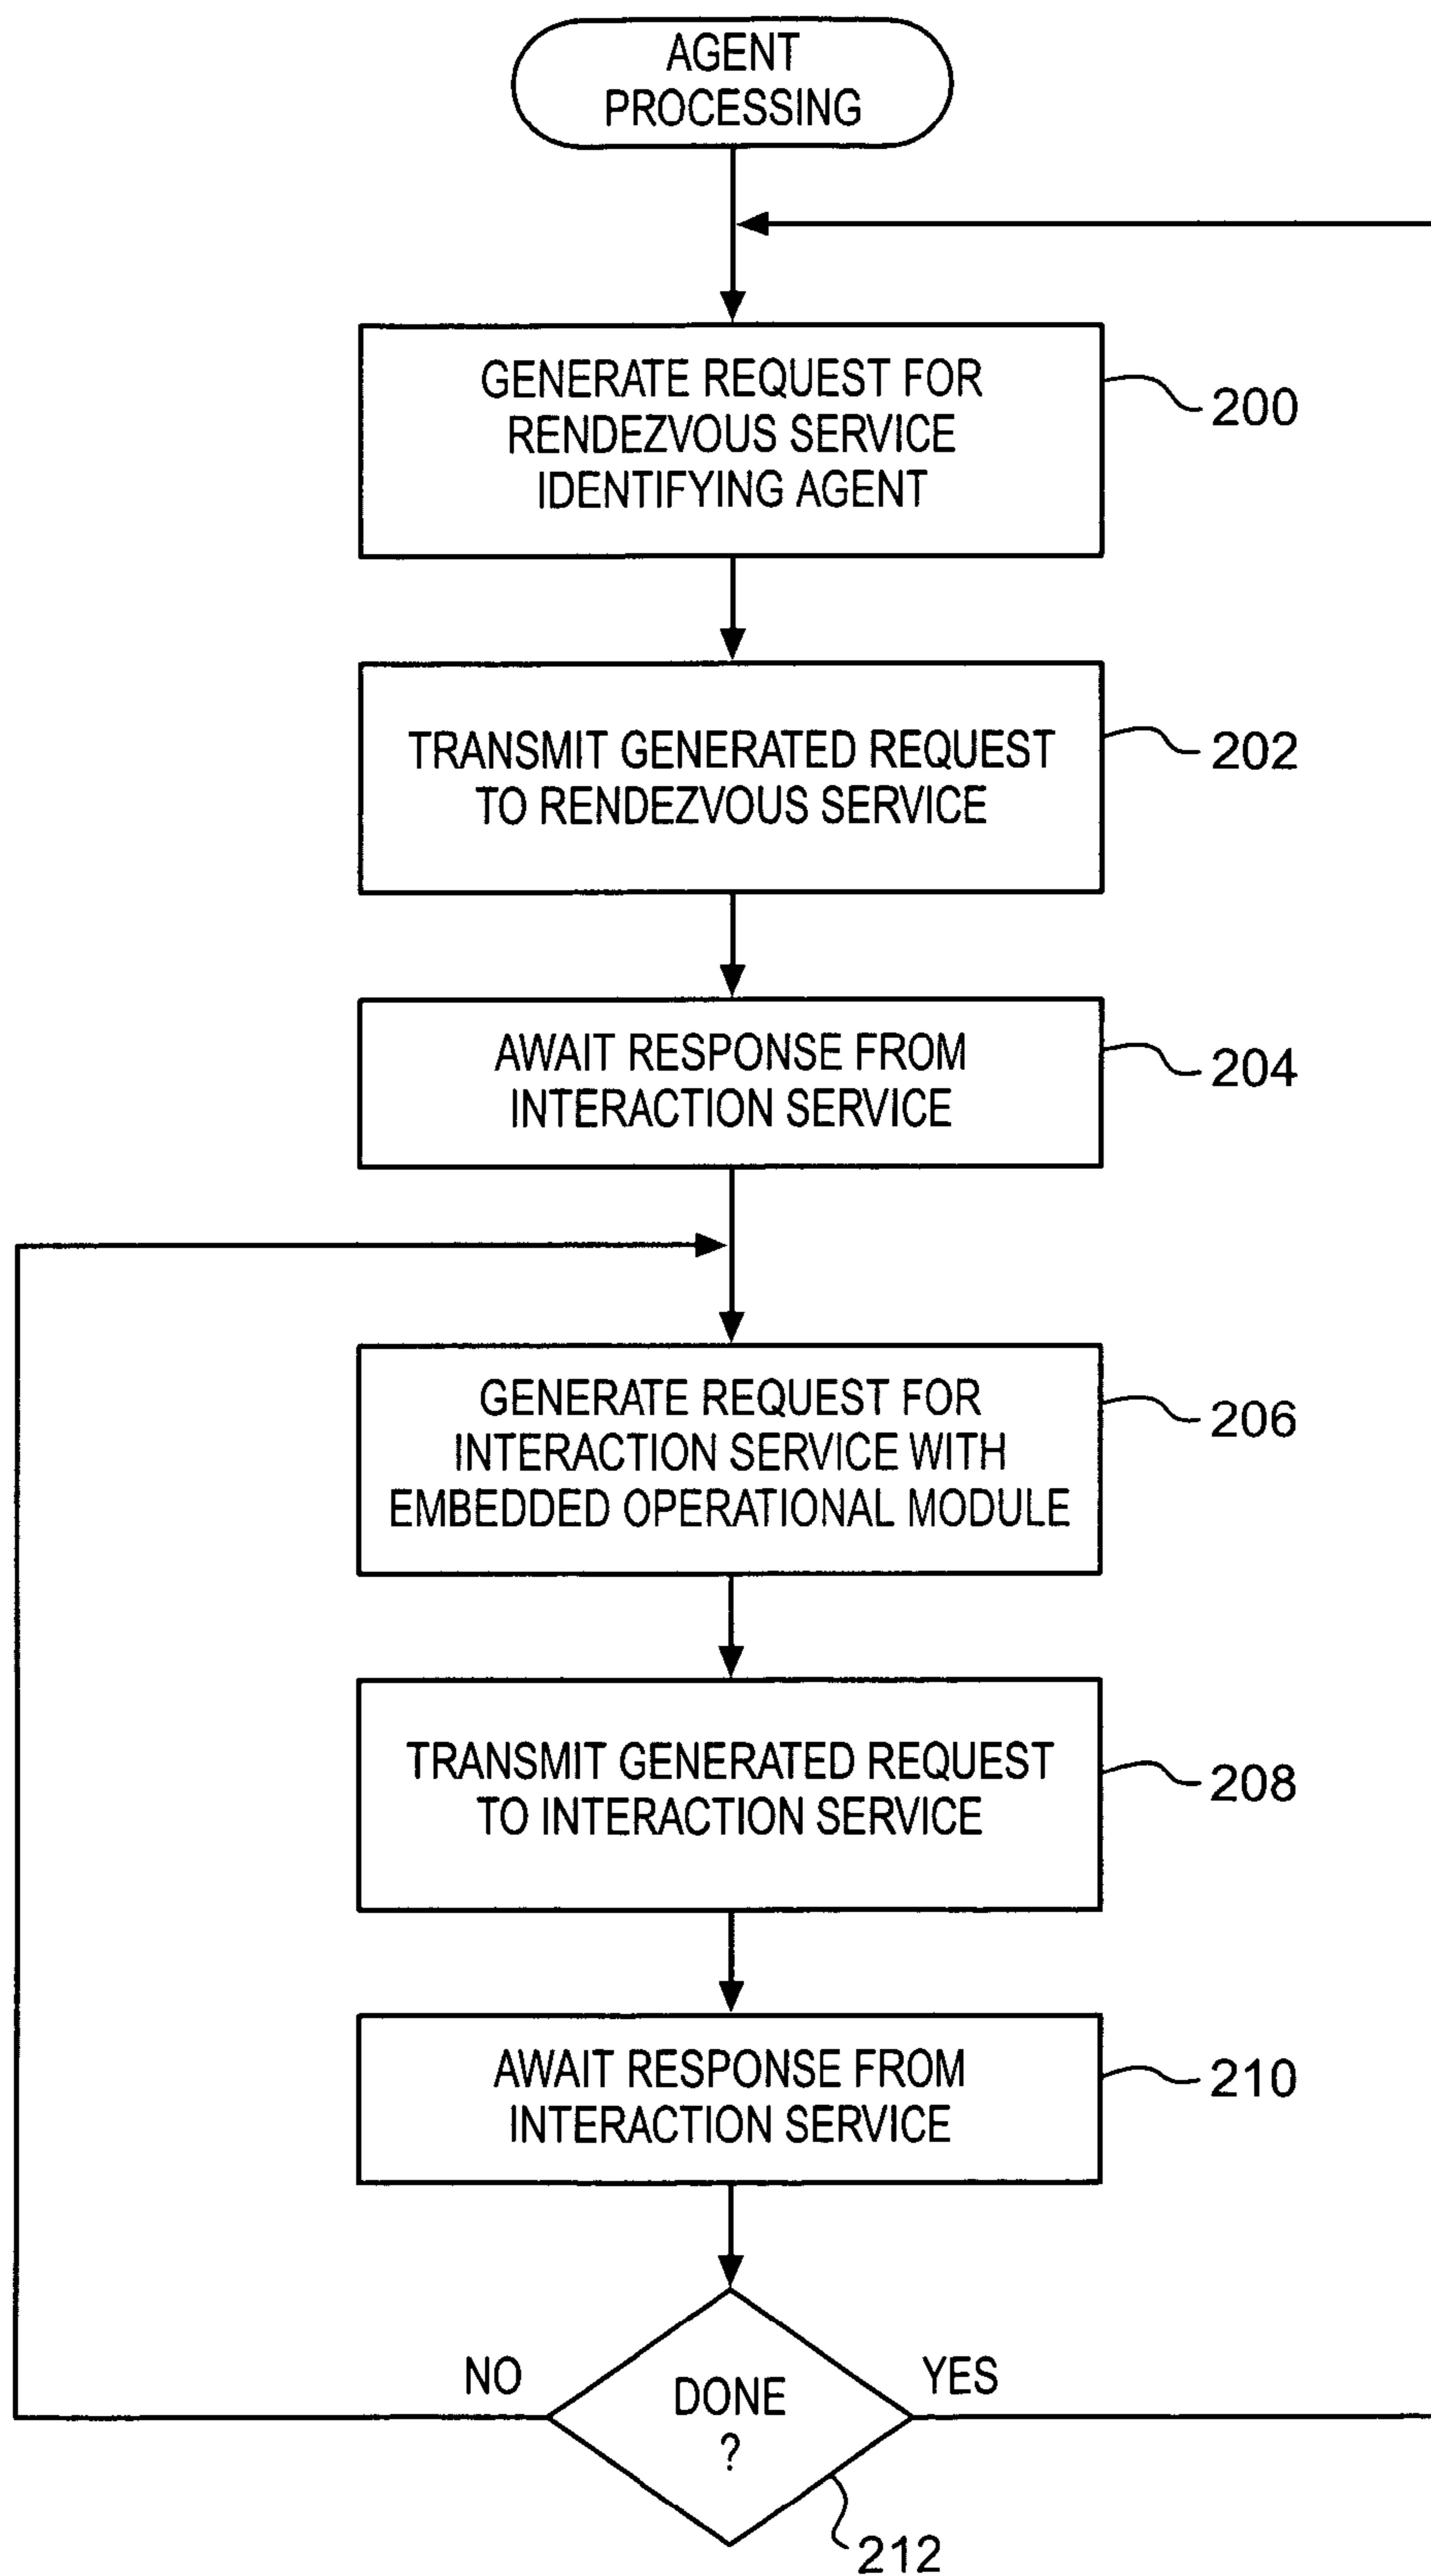 AGENT
PROCESSING
GENERATE REQUEST FOR
RENDEZVOUS SERVICE
IDENTIFYING AGENT
200
TRANSMIT GENERATED REQUEST
TO RENDEZVOUS SERVICE
202
AWAIT RESPONSE FROM
INTERACTION SERVICE
204
GENERATE REQUEST FOR
INTERACTION SERVICE WITH
EMBEDDED OPERATIONAL MODULE
206
TRANSMIT GENERATED REQUEST
TO INTERACTION SERVICE
208
AWAIT RESPONSE FROM
INTERACTION SERVICE
210
NO
DONE
?
YES
212